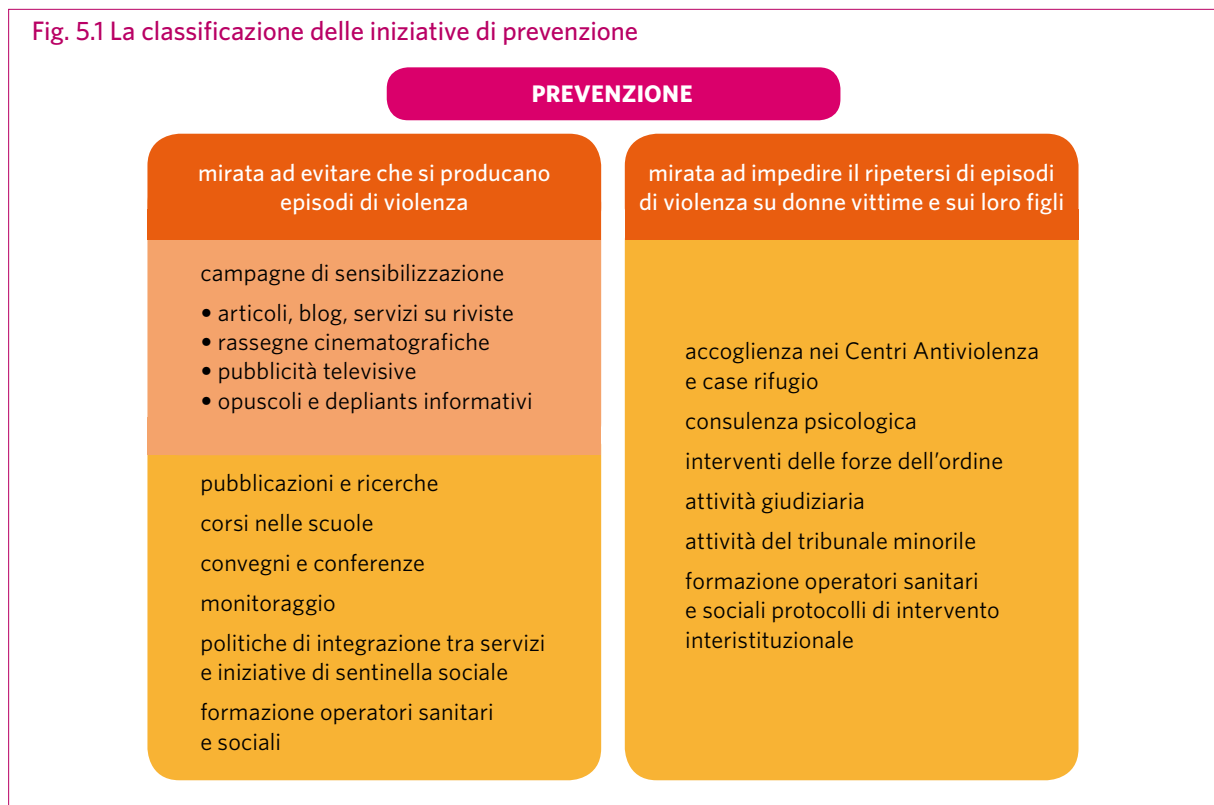 Fig. 5.1 La classificazione delle iniziative di prevenzione
PREVENZIONE
mirata ad evitare che si producano
episodi di violenza
campagne di sensibilizzazione
• articoli, blog, servizi su riviste
• rassegne cinematografiche
• pubblicità televisive
• opuscoli e depliants informativi
pubblicazioni e ricerche
corsi nelle scuole
convegni e conferenze
monitoraggio
politiche di integrazione tra servizi
e iniziative di sentinella sociale
formazione operatori sanitari
e sociali
mirata ad impedire il ripetersi di episodi
di violenza su donne vittime e sui loro figli
accoglienza nei Centri Antiviolenza
e case rifugio
consulenza psicologica
interventi delle forze dell'ordine
attività giudiziaria
attività del tribunale minorile
formazione operatori sanitari
e sociali protocolli di intervento
interistituzionale